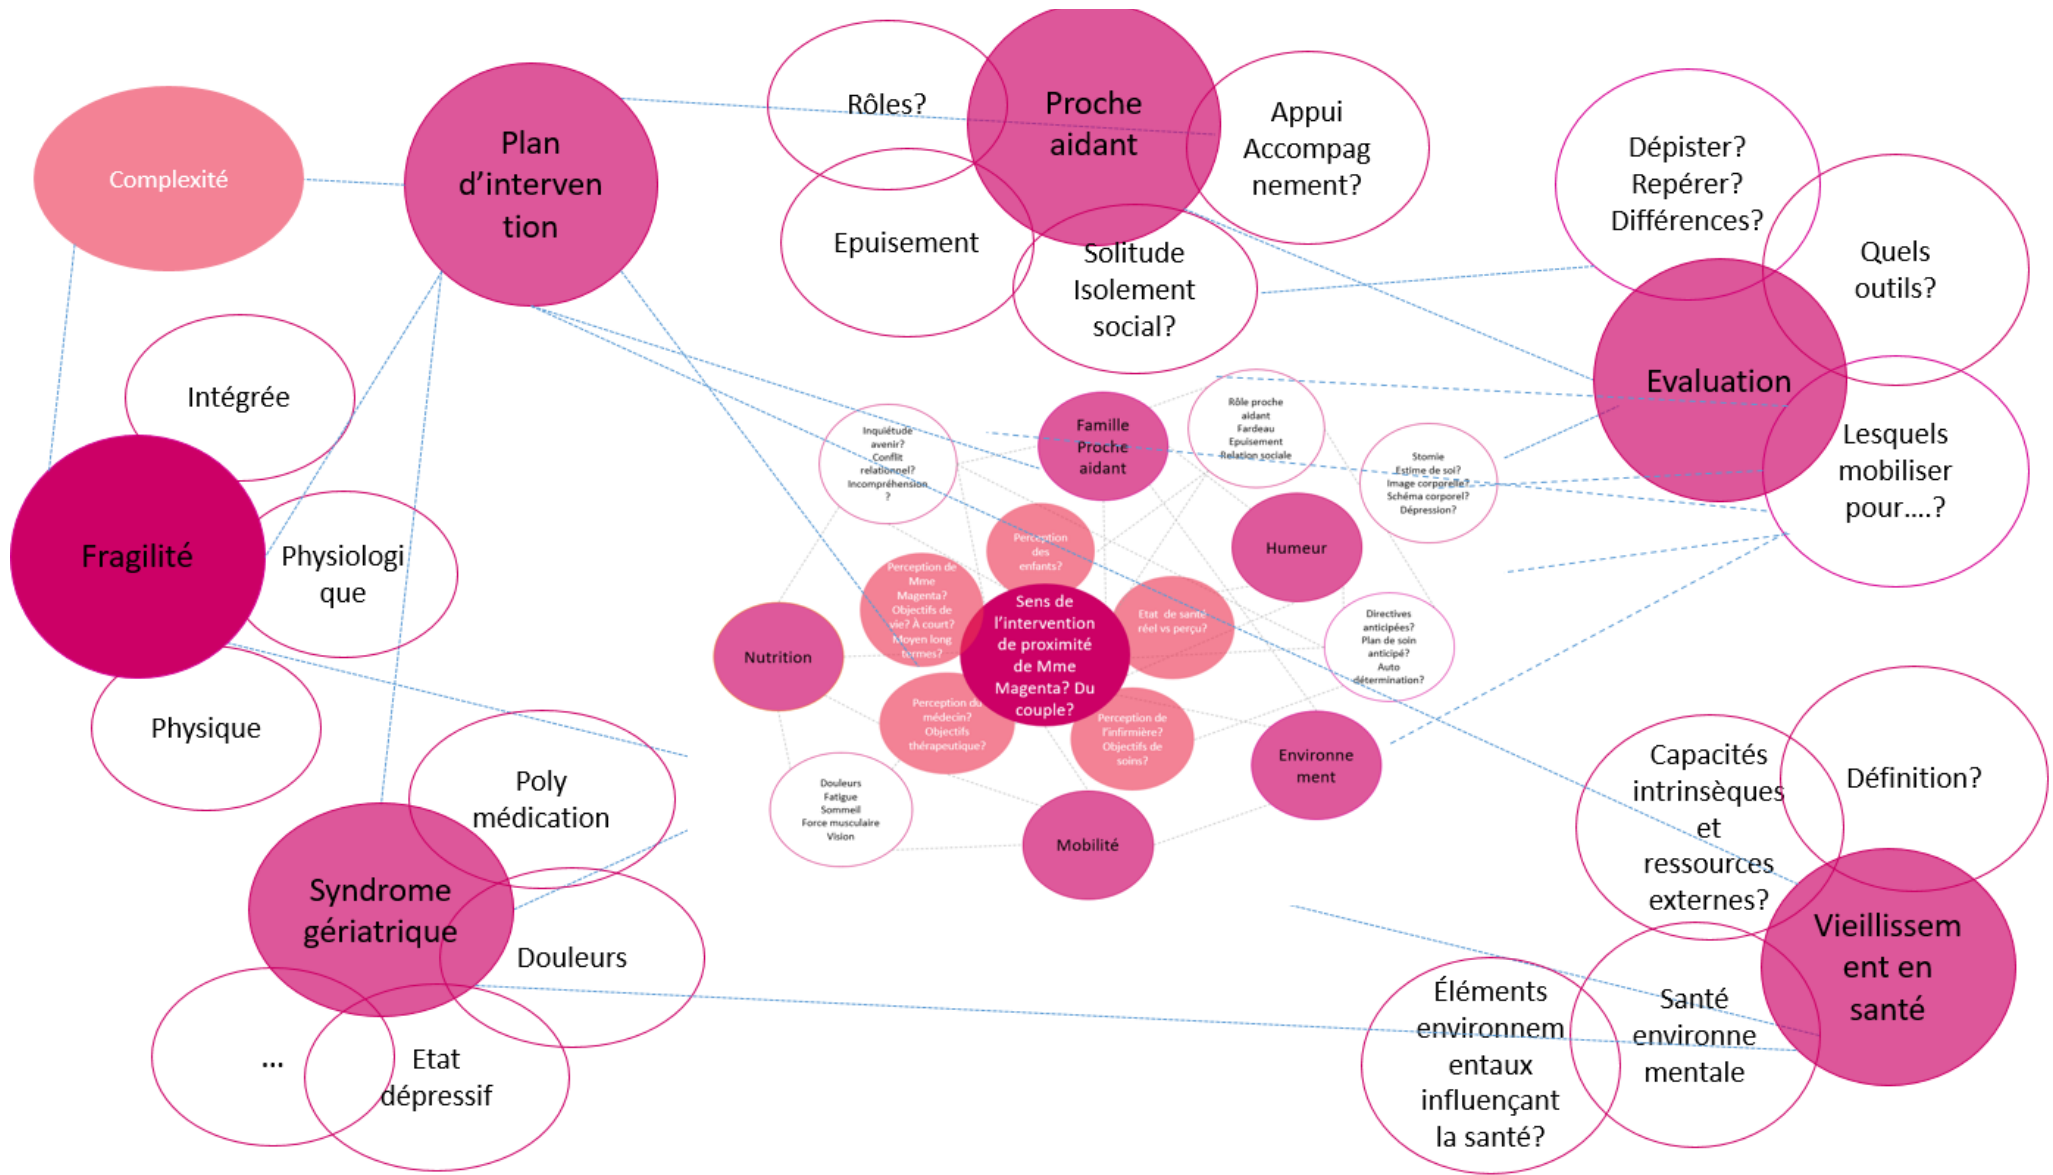 Complexité
Plan
d'interven
tion
Rôles?
Proche
aidant
Appui
Accompag
nement?
Epuisement
Solitude
Isolement
social?
Dépister?
Repérer?
Différences?
Quels
outils?
Evaluation
Lesquels
mobiliser
pour....?
Intégrée
Fragilité
Physiologi
que
Physique
Poly
médication
Syndrome
gériatrique
Douleurs
...
Etat
dépressif
Inquiétude
avenir?
Conflit
relationnel?
Incompréhension
?
Famille
Proche
aidant
Rôle proche
aidant
Fardeau
Epuisement
Relation sociale
Stomie
Estime de soi?
Image corporelle?
Schéma corporel?
Dépression?
Humeur
Perception
des
enfants?
Perception de
Mme
Magenta?
Objectifs de
vie? À court?
Moyen long
termes?
Sens de
l'intervention
de proximité
de Mme
Magenta? Du
couple?
Etat de santé
réel vs perçu?
Directives
anticipées?
Plan de soin
anticipé?
Auto
détermination?
Nutrition
Perception du
médecin?
Objectifs
thérapeutique?
Perception de
l'infirmière?
Objectifs de
soins?
Environne
ment
Douleurs
Fatigue
Sommeil
Force musculaire
Vision
Mobilité
Capacités
intrinsèques
et
ressources
externes?
Définition?
Vieillissem
ent en
santé
Éléments
environnem
entaux
influençant
la santé?
Santé
environne
mentale